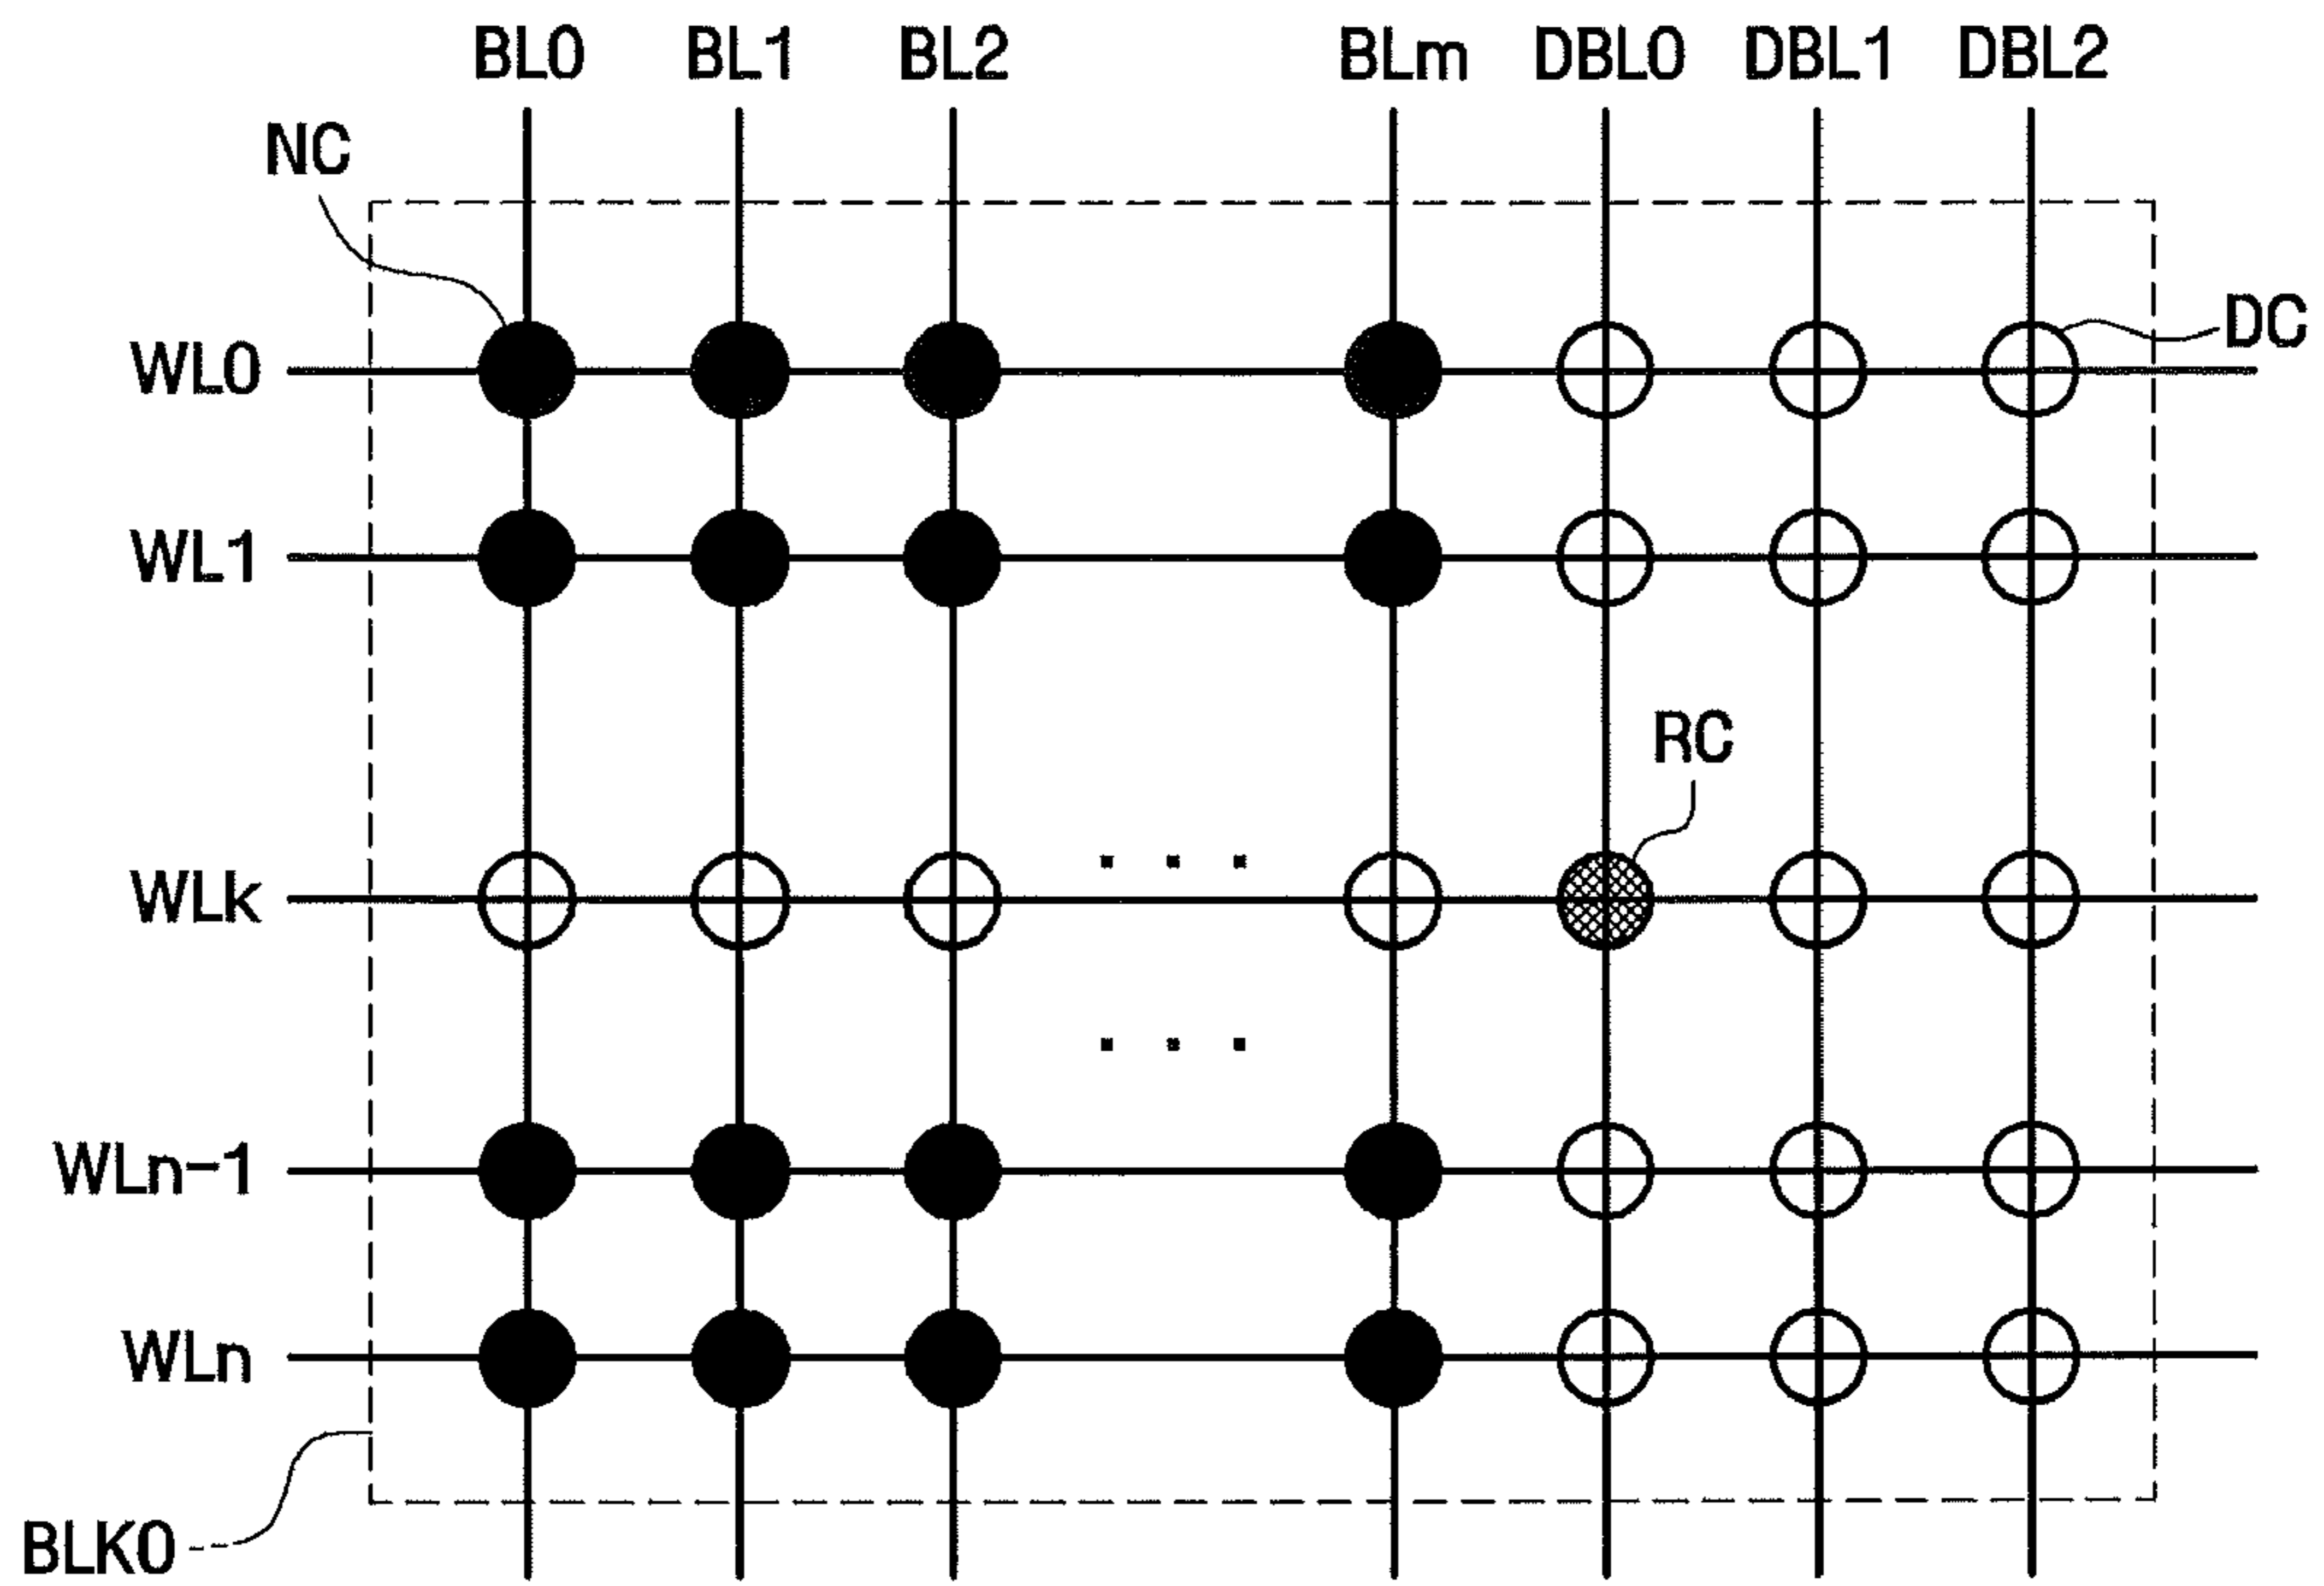 BL0 BL1 BL2 BLm DBL0 DBL1 DBL2
NC
DC
WL0
WL1
RC
. . .
WLk
. . .
WLn-1
WLn
BLK0